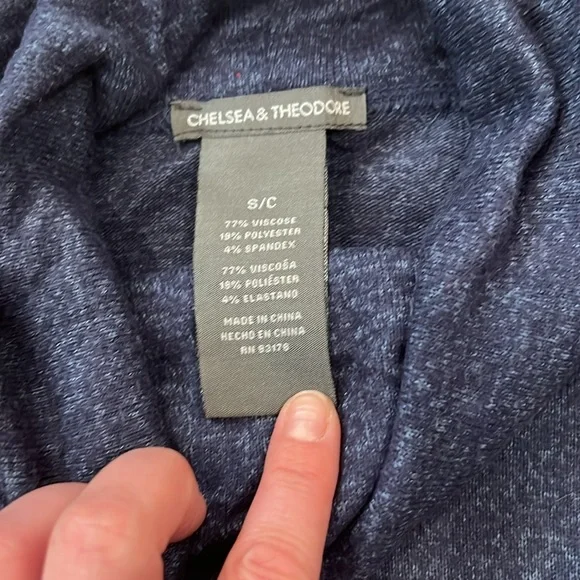 CHELSEA & THEODORE
S/C
77% VISCOSE
19% POLYESTER
4% SPANDEX
77% VISCOSA
19% POLIÉSTER
4% ELASTANO
MADE IN CHINA
HECHO EN CHINA
RN 93176